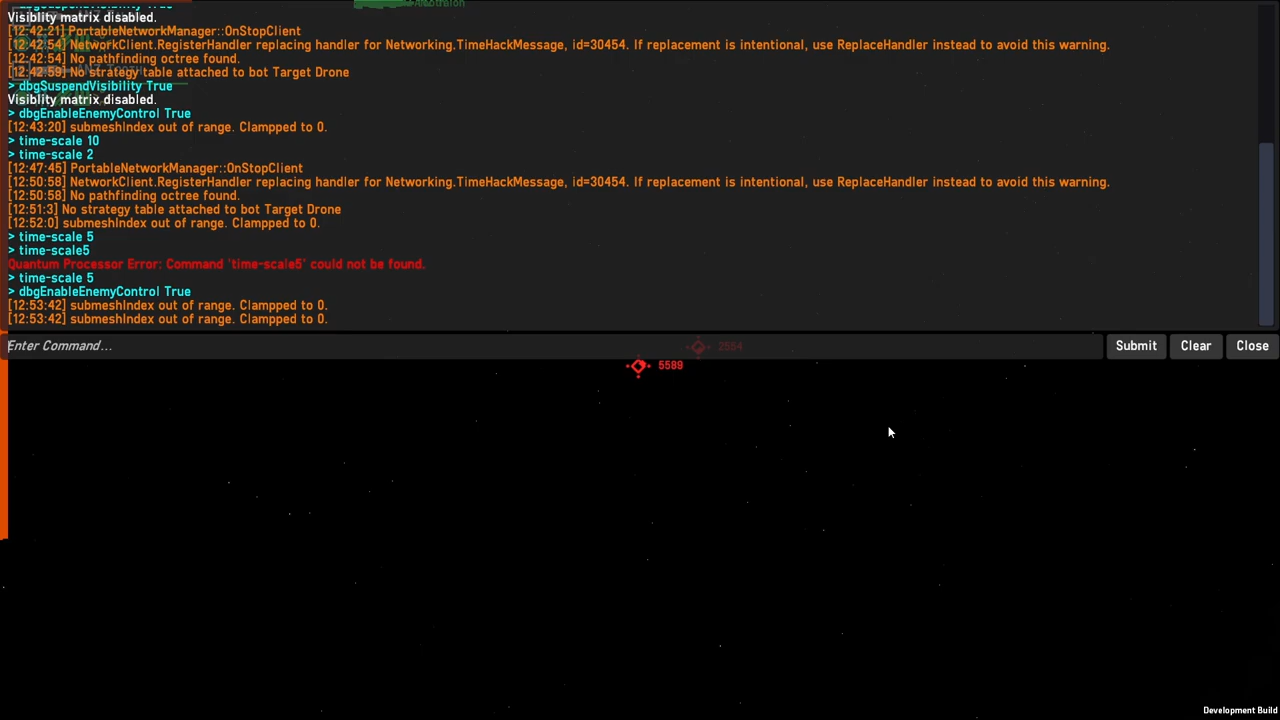 > dbgSuspendVisibility True
Visiblity matrix disabled.
[12:42:21] PortableNetworkManager::OnStopClient
[12:42:54] NetworkClient.RegisterHandler replacing handler for Networking.TimeHackMessage, id=30454. If replacement is intentional, use ReplaceHandler instead to avoid this warning.
[12:42:54] No pathfinding octree found.
[12:42:59] No strategy table attached to bot Target Drone
> dbgSuspendVisibility True
Visiblity matrix disabled.
> dbgEnableEnemyControl True
[12:43:20] submeshIndex out of range. Clampped to 0.
> time-scale 10
> time-scale 2
[12:47:45] PortableNetworkManager::OnStopClient
[12:50:58] NetworkClient.RegisterHandler replacing handler for Networking.TimeHackMessage, id=30454. If replacement is intentional, use ReplaceHandler instead to avoid this warning.
[12:50:58] No pathfinding octree found.
[12:51:3] No strategy table attached to bot Target Drone
[12:52:0] submeshIndex out of range. Clampped to 0.
> time-scale 5
> time-scale5
Quantum Processor Error: Command 'time-scale5' could not be found.
> time-scale 5
> dbgEnableEnemyControl True
[12:53:42] submeshIndex out of range. Clampped to 0.
[12:53:42] submeshIndex out of range. Clampped to 0.
Enter Command...
2554
Submit
Clear
Close
5589
Development Build